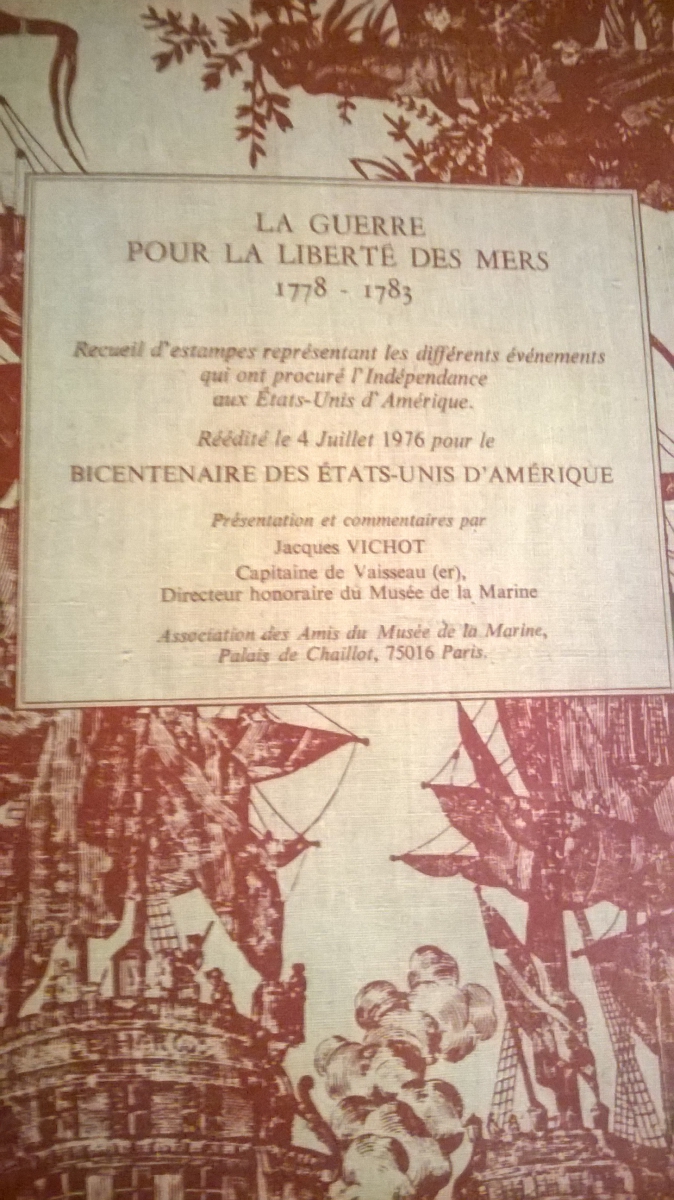 LA GUERRE
POUR LA LIBERTÉ DES MERS
1778 - 1783
Recueil d'estampes représentant les différents événements
qui ont procuré l'Indépendance
aux États-Unis d'Amérique.
Réédité le 4 Juillet 1976 pour le
BICENTENAIRE DES ÉTATS-UNIS D'AMÉRIQUE
Présentation et commentaires par
Jacques VICHOT
Capitaine de Vaisseau (er),
Directeur honoraire du Musée de la Marine
Association des Amis du Musée de la Marine,
Palais de Chaillot, 75016 Paris.